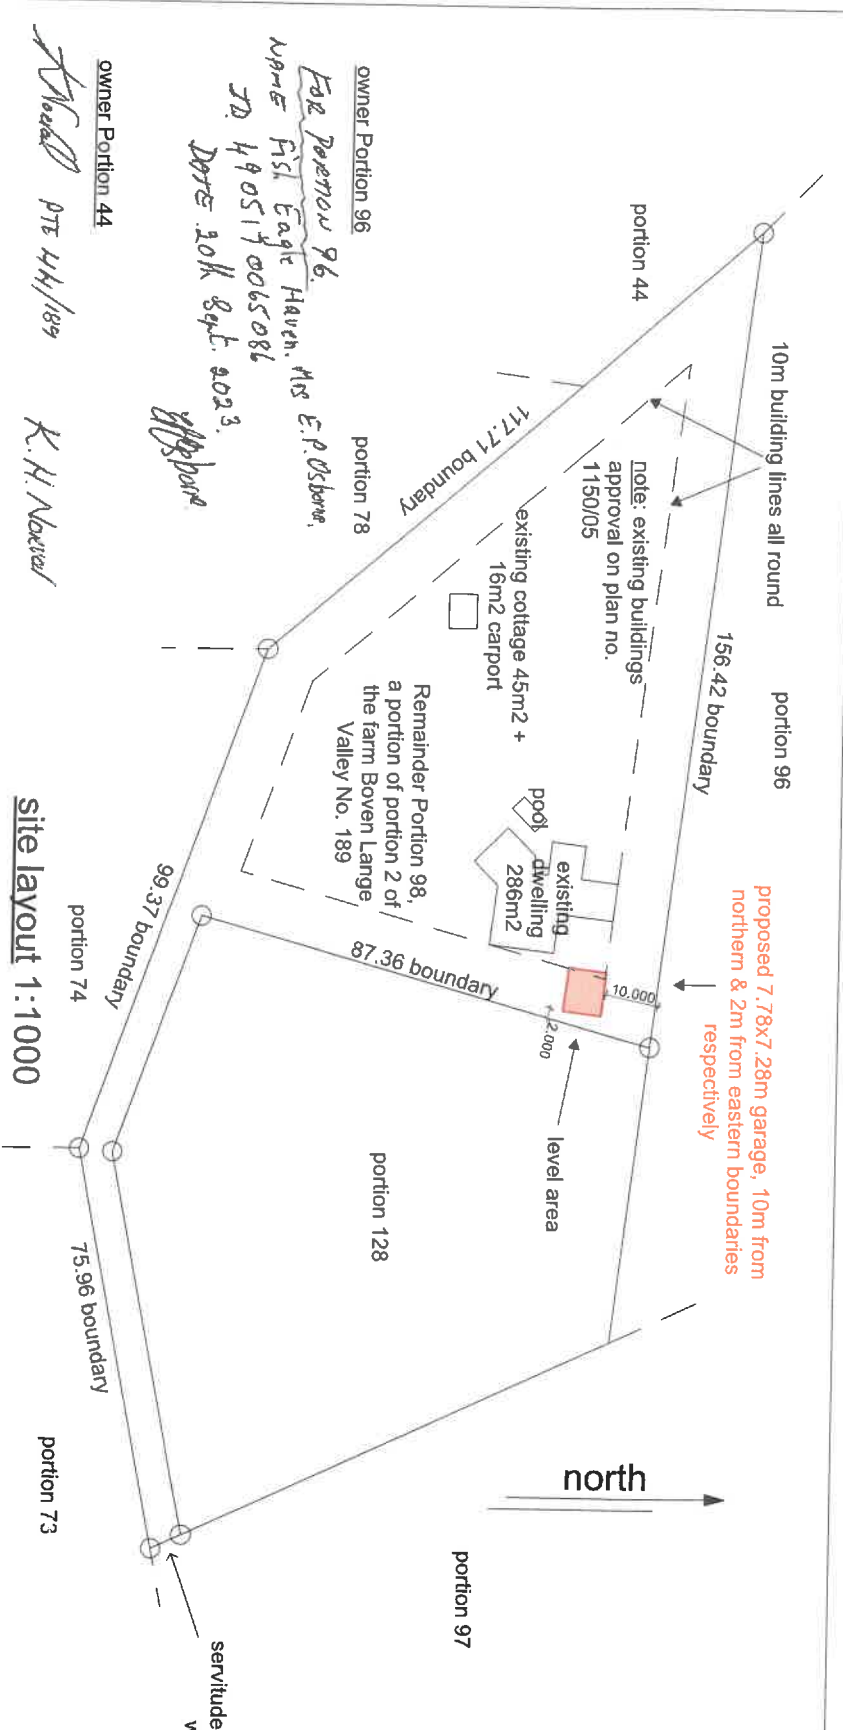 10m building lines all round
portion 96
proposed 7.78x7.28m garage, 10m from
northern & 2m from eastern boundaries
respectively
156.42 boundary
portion 44
note: existing buildings
approval on plan no.
1150/05
117.71 boundary
existing cottage 45m2 +
16m2 carport
pool
existing
dwelling
286m2
10.000
2.000
level area
north
portion 97
owner Portion 96
FOR PORTION 96.
NAME Fish Eagle Haven. Mrs E.P. Osborne.
ID. 4905170065086
DATE 20th Sept. 2023.
portion 78
Remainder Portion 98,
a portion of portion 2 of
the farm Boven Lange
Valley No. 189
87.36 boundary
portion 128
99.37 boundary
portion 74
75.96 boundary
portion 73
servitude
owner Portion 44
PTE 44/189
K.H. Norval
site layout 1:1000